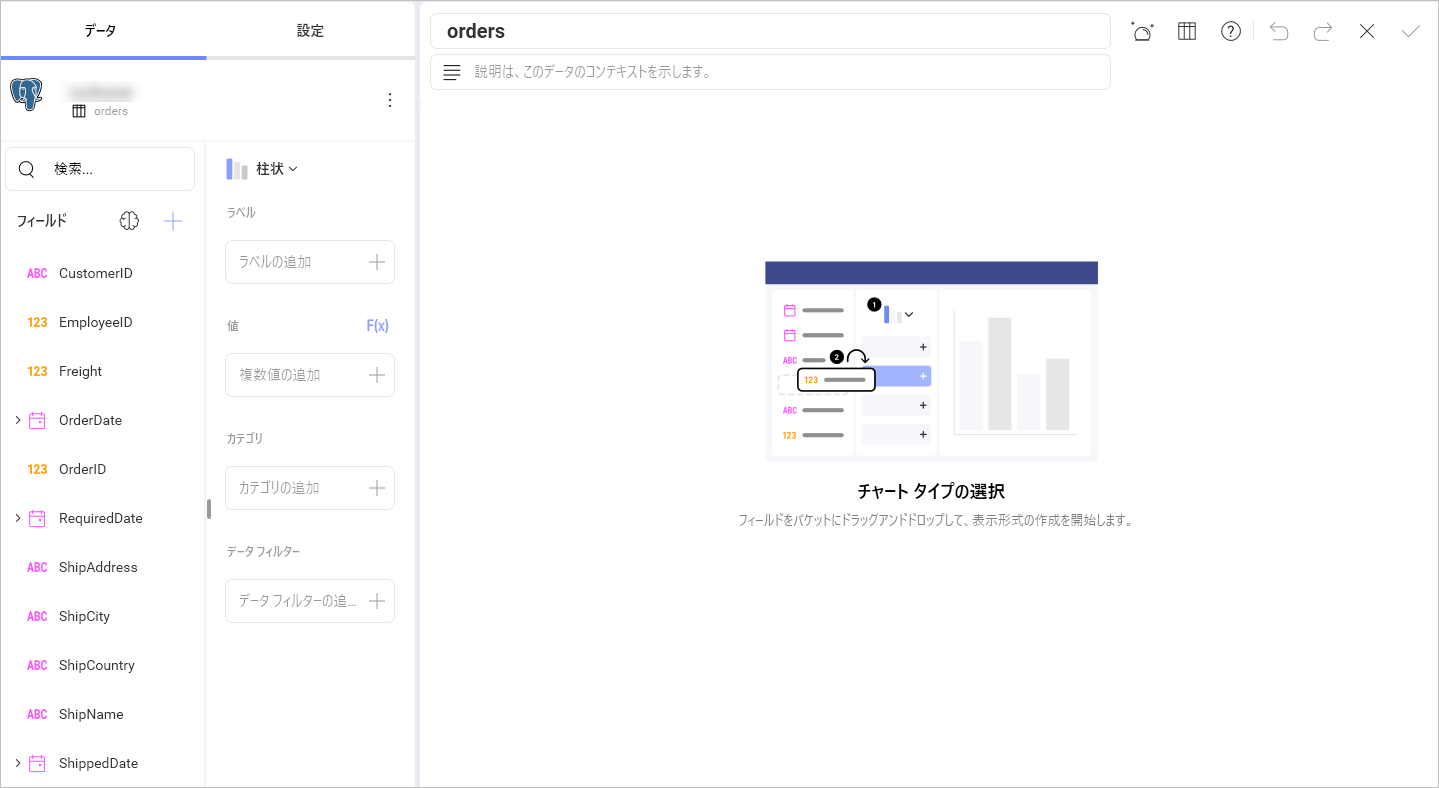 データ
設定
orders
検索...
フィールド
ABC CustomerID
123 EmployeeID
123 Freight
OrderDate
123 OrderID
RequiredDate
ABC ShipAddress
ABC ShipCity
ABC ShipCountry
ABC ShipName
ShippedDate
柱状
ラベル
ラベルの追加
値 F(x)
複数値の追加
カテゴリ
カテゴリの追加
データ フィルター
データ フィルターの追...
orders
説明は、このデータのコンテキストを示します。
1
ABC
2
123
ABC
123
チャート タイプの選択
フィールドをバケットにドラッグアンドドロップして、表示形式の作成を開始します。